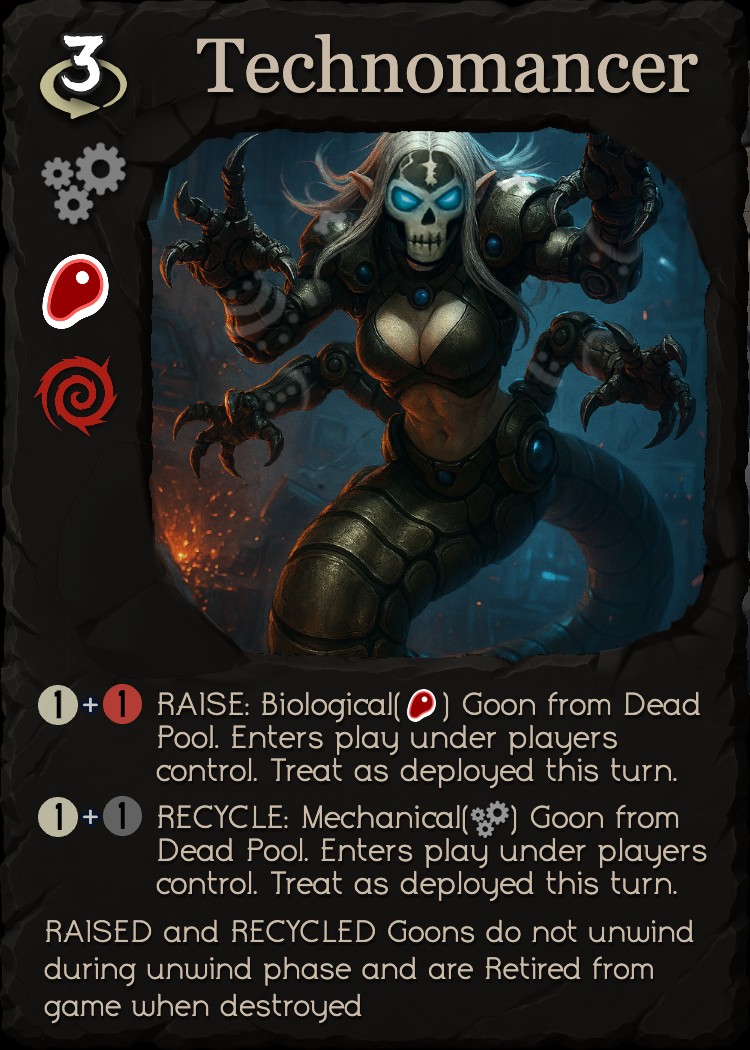 3 Technomancer
1 + 1 RAISE: Biological( ) Goon from Dead
Pool. Enters play under players
control. Treat as deployed this turn.
1 + 1 RECYCLE: Mechanical( ) Goon from
Dead Pool. Enters play under players
control. Treat as deployed this turn.
RAISED and RECYCLED Goons do not unwind
during unwind phase and are Retired from
game when destroyed